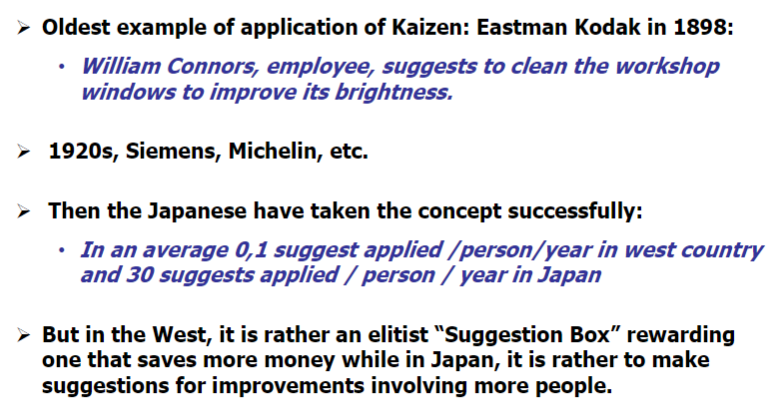 ➢ Oldest example of application of Kaizen: Eastman Kodak in 1898:
• William Connors, employee, suggests to clean the workshop
windows to improve its brightness.
➢ 1920s, Siemens, Michelin, etc.
➢ Then the Japanese have taken the concept successfully:
• In an average 0,1 suggest applied /person/year in west country
and 30 suggests applied / person / year in Japan
➢ But in the West, it is rather an elitist “Suggestion Box” rewarding
one that saves more money while in Japan, it is rather to make
suggestions for improvements involving more people.